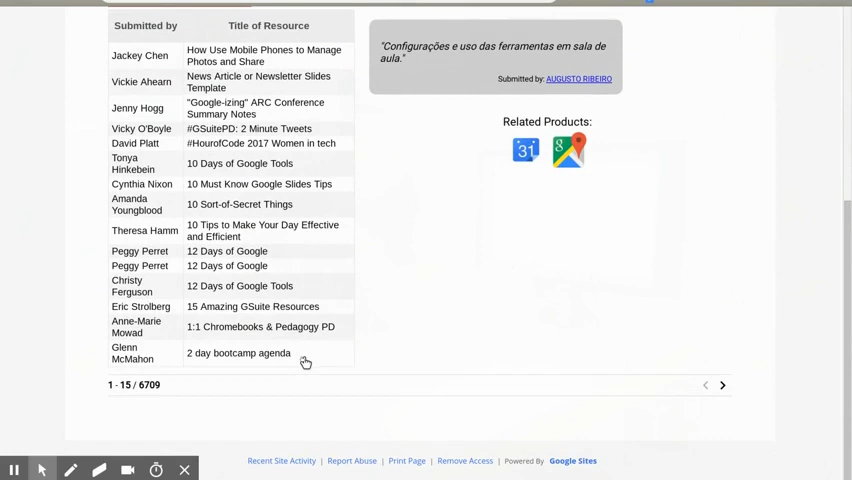 Submitted by Title of Resource
Jackey Chen How Use Mobile Phones to Manage
Photos and Share
Vickie Ahearn News Article or Newsletter Slides
Template
Jenny Hogg "Google-izing" ARC Conference
Summary Notes
Vicky O'Boyle #GSuitePD: 2 Minute Tweets
David Platt #HourofCode 2017 Women in tech
Tonya
Hinkebein 10 Days of Google Tools
Cynthia Nixon 10 Must Know Google Slides Tips
Amanda
Youngblood 10 Sort-of-Secret Things
Theresa Hamm 10 Tips to Make Your Day Effective
and Efficient
Peggy Perret 12 Days of Google
Peggy Perret 12 Days of Google
Christy
Ferguson 12 Days of Google Tools
Eric Strolberg 15 Amazing GSuite Resources
Anne-Marie
Mowad 1:1 Chromebooks & Pedagogy PD
Glenn
McMahon 2 day bootcamp agenda
1 - 15 / 6709
"Configurações e uso das ferramentas em sala de
aula."
Submitted by: AUGUSTO RIBEIRO
Related Products:
31
g
Recent Site Activity | Report Abuse | Print Page | Remove Access | Powered By Google Sites